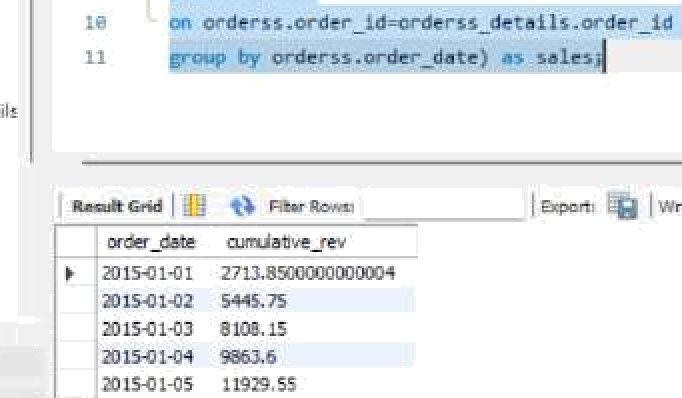 10 on orderss.order_id=orderss_details.order_id
11 group by orderss.order_date) as sales;
ils
Result Grid Filter Rows: Export: Wr
order_date cumulative_rev
2015-01-01 2713.8500000000004
2015-01-02 5445.75
2015-01-03 8108.15
2015-01-04 9863.6
2015-01-05 11929.55